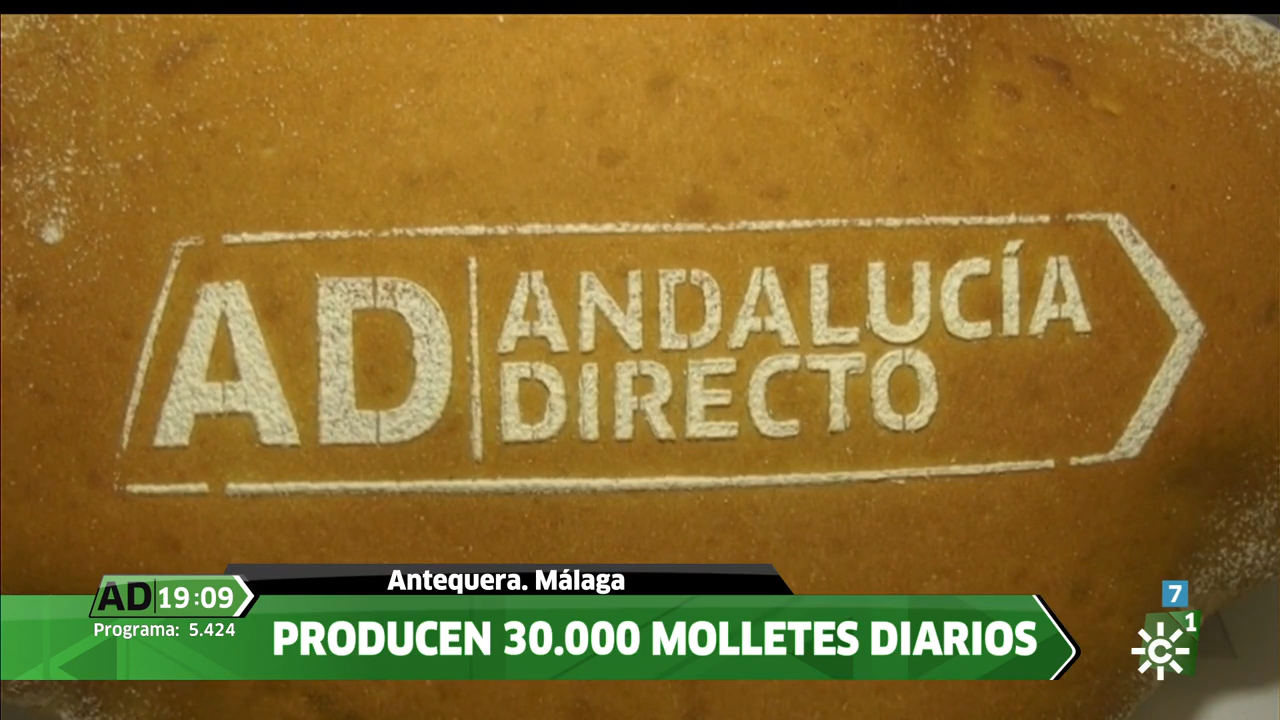 AD ANDALUCÍA
DIRECTO
Antequera. Málaga
AD 19:09
Programa: 5.424
PRODUCEN 30.000 MOLLETES DIARIOS
7
1
C